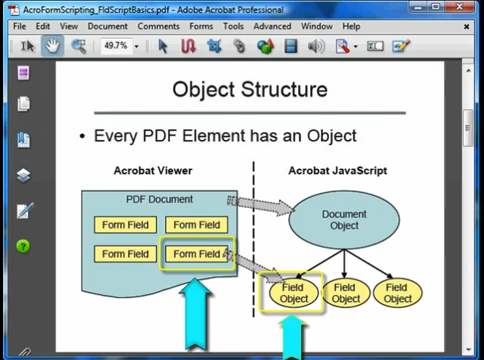 AcroFormScripting_FldScriptBasics.pdf - Adobe Acrobat Professional
File Edit View Document Comments Forms Tools Advanced Window Help
49.7%
Object Structure
• Every PDF Element has an Object
Acrobat Viewer
Acrobat JavaScript
PDF Document
Form Field Form Field
Form Field Form Field
Document
Object
Field
Object
Field
Object
Field
Object